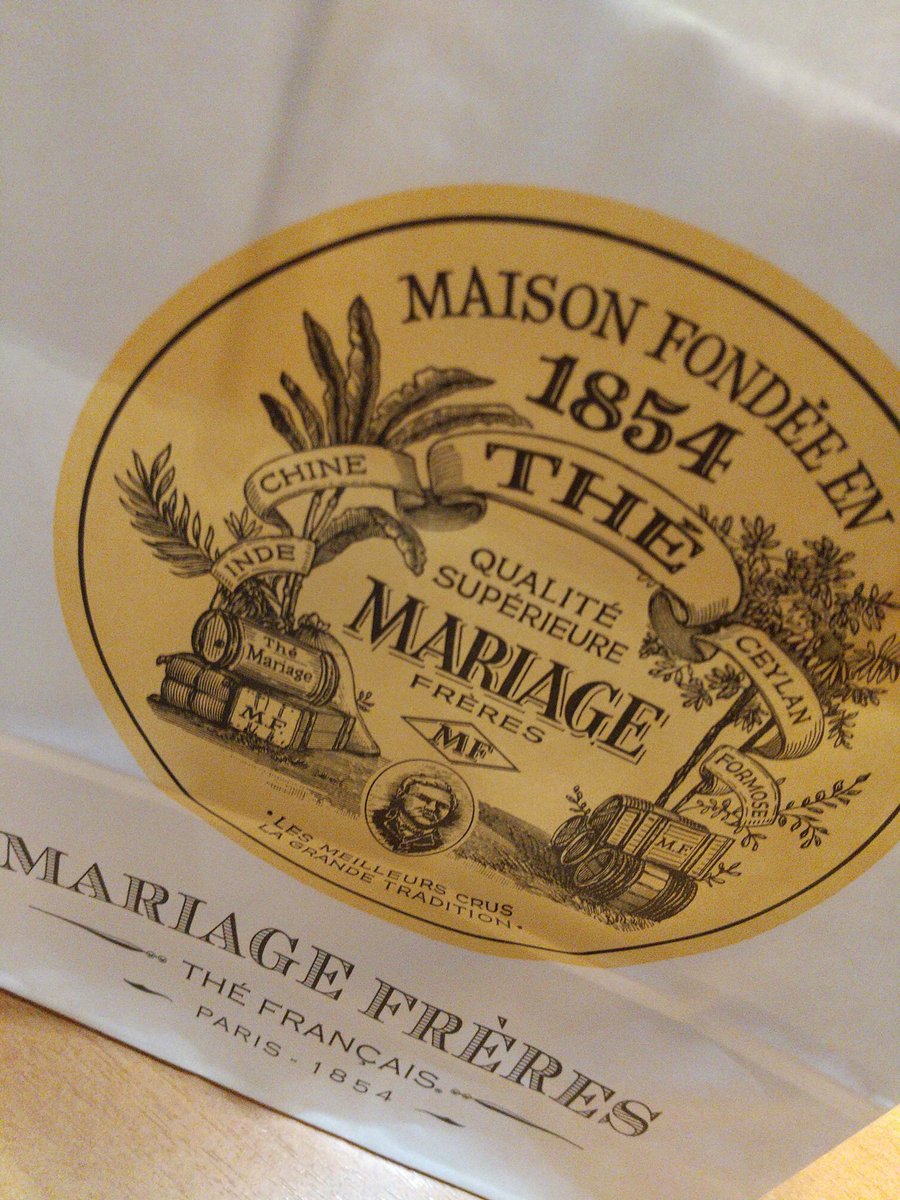 MAISON FONDÉE EN
1854
THÉ
CHINE
INDE
CEYLAN
FORMOSE
QUALITÉ
SUPÉRIEURE
MARIAGE
FRÈRES
MF
Thé
Mariage
M.F.
M.F.
• LES MEILLEURS CRUS
LA GRANDE TRADITION •
MARIAGE FRÈRES
THÉ FRANÇAIS
PARIS - 1854